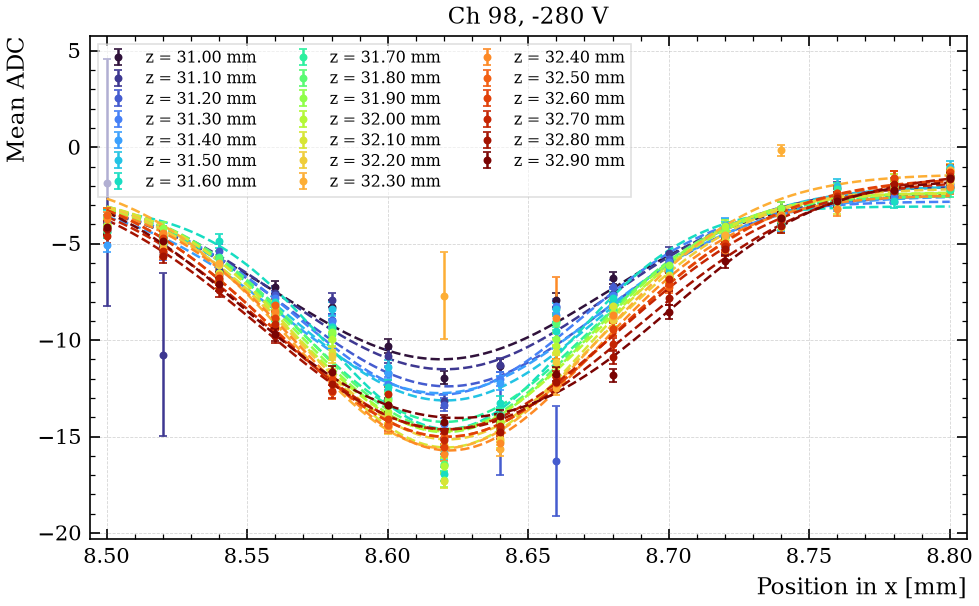 Ch 98, -280 V
Mean ADC
5
0
−5
−10
−15
−20
z = 31.00 mm
z = 31.10 mm
z = 31.20 mm
z = 31.30 mm
z = 31.40 mm
z = 31.50 mm
z = 31.60 mm
z = 31.70 mm
z = 31.80 mm
z = 31.90 mm
z = 32.00 mm
z = 32.10 mm
z = 32.20 mm
z = 32.30 mm
z = 32.40 mm
z = 32.50 mm
z = 32.60 mm
z = 32.70 mm
z = 32.80 mm
z = 32.90 mm
8.50 8.55 8.60 8.65 8.70 8.75 8.80
Position in x [mm]